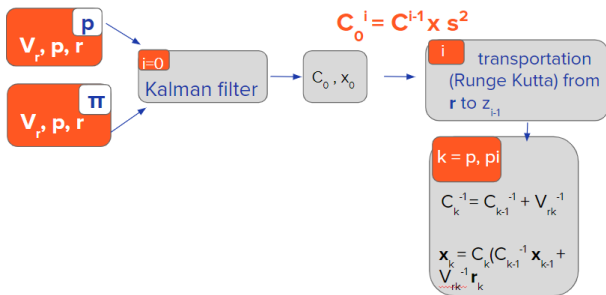 C₀ⁱ = Cⁱ⁻¹ x s²
p
Vᵣ, p, r
π
Vᵣ, p, r
i=0
Kalman filter
C₀ , x₀
i
transportation
(Runge Kutta) from
r to zᵢ₋₁
k = p, pi
Cₖ⁻¹ = Cₖ₋₁⁻¹ + Vᵣₖ⁻¹
xₖ = Cₖ(Cₖ₋₁⁻¹ xₖ₋₁ +
Vᵣₖ⁻¹ rₖ